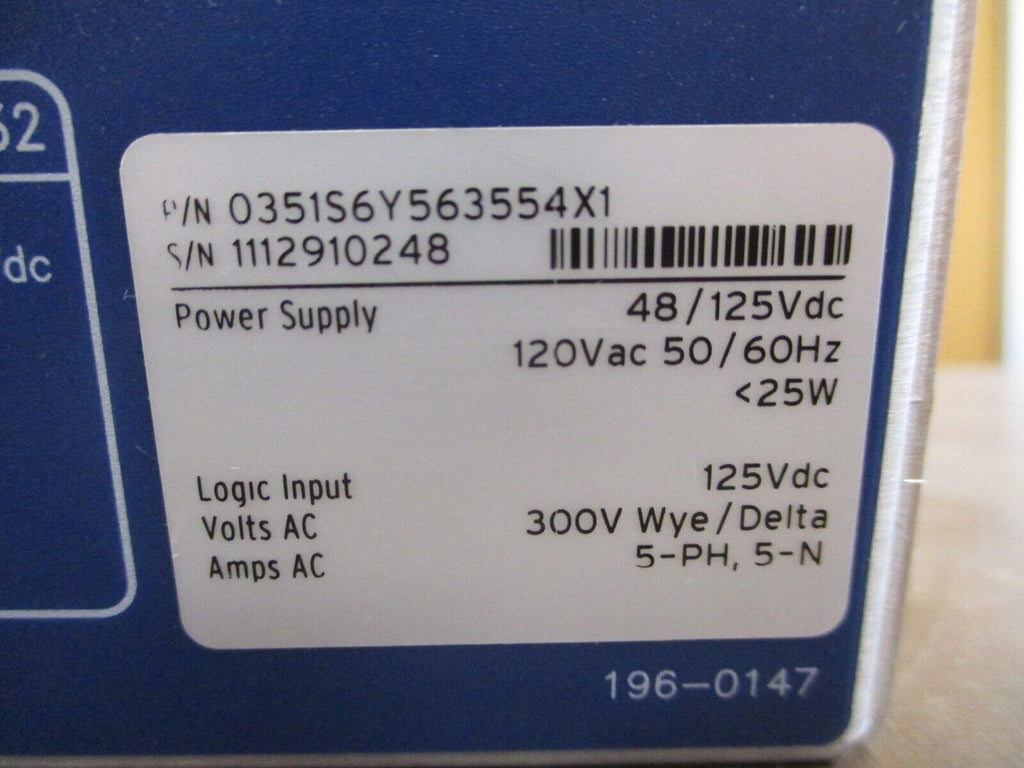 62
dc
P/N 0351S6Y563554X1
S/N 1112910248
Power Supply 48/125Vdc
120Vac 50/60Hz
<25W
Logic Input 125Vdc
Volts AC 300V Wye/Delta
Amps AC 5-PH, 5-N
196-0147